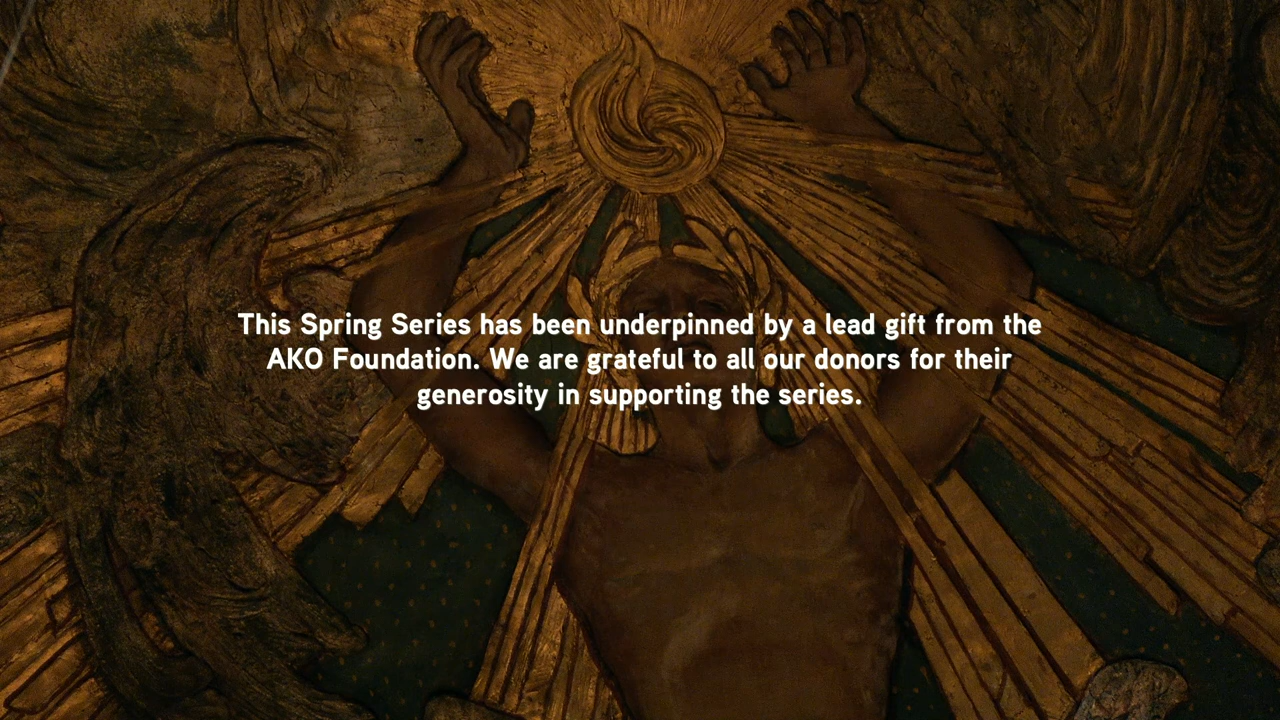 This Spring Series has been underpinned by a lead gift from the
AKO Foundation. We are grateful to all our donors for their
generosity in supporting the series.